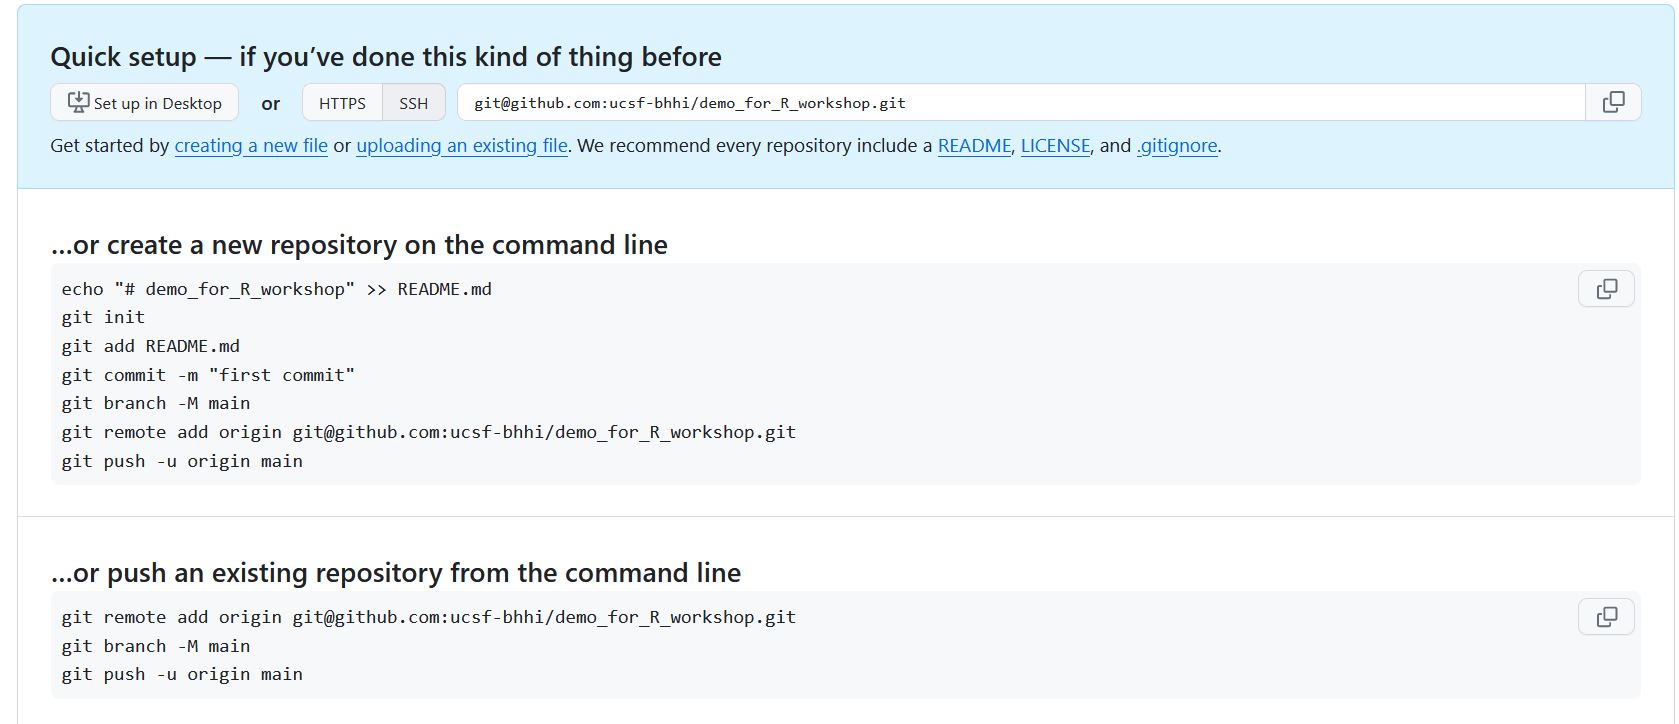 Quick setup — if you’ve done this kind of thing before
Set up in Desktop or HTTPS SSH git@github.com:ucsf-bhhi/demo_for_R_workshop.git
Get started by creating a new file or uploading an existing file. We recommend every repository include a README, LICENSE, and .gitignore.
…or create a new repository on the command line
echo "# demo_for_R_workshop" >> README.md
git init
git add README.md
git commit -m "first commit"
git branch -M main
git remote add origin git@github.com:ucsf-bhhi/demo_for_R_workshop.git
git push -u origin main
…or push an existing repository from the command line
git remote add origin git@github.com:ucsf-bhhi/demo_for_R_workshop.git
git branch -M main
git push -u origin main